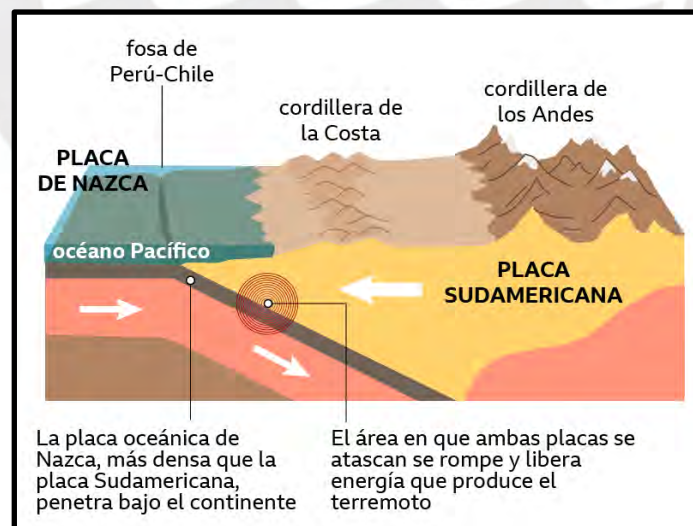 fosa de
Perú-Chile
cordillera de
la Costa
cordillera de
los Andes
PLACA
DE NAZCA
océano Pacífico
PLACA
SUDAMERICANA
La placa oceánica de
Nazca, más densa que la
placa Sudamericana,
penetra bajo el continente
El área en que ambas placas se
atascan se rompe y libera
energía que produce el
terremoto